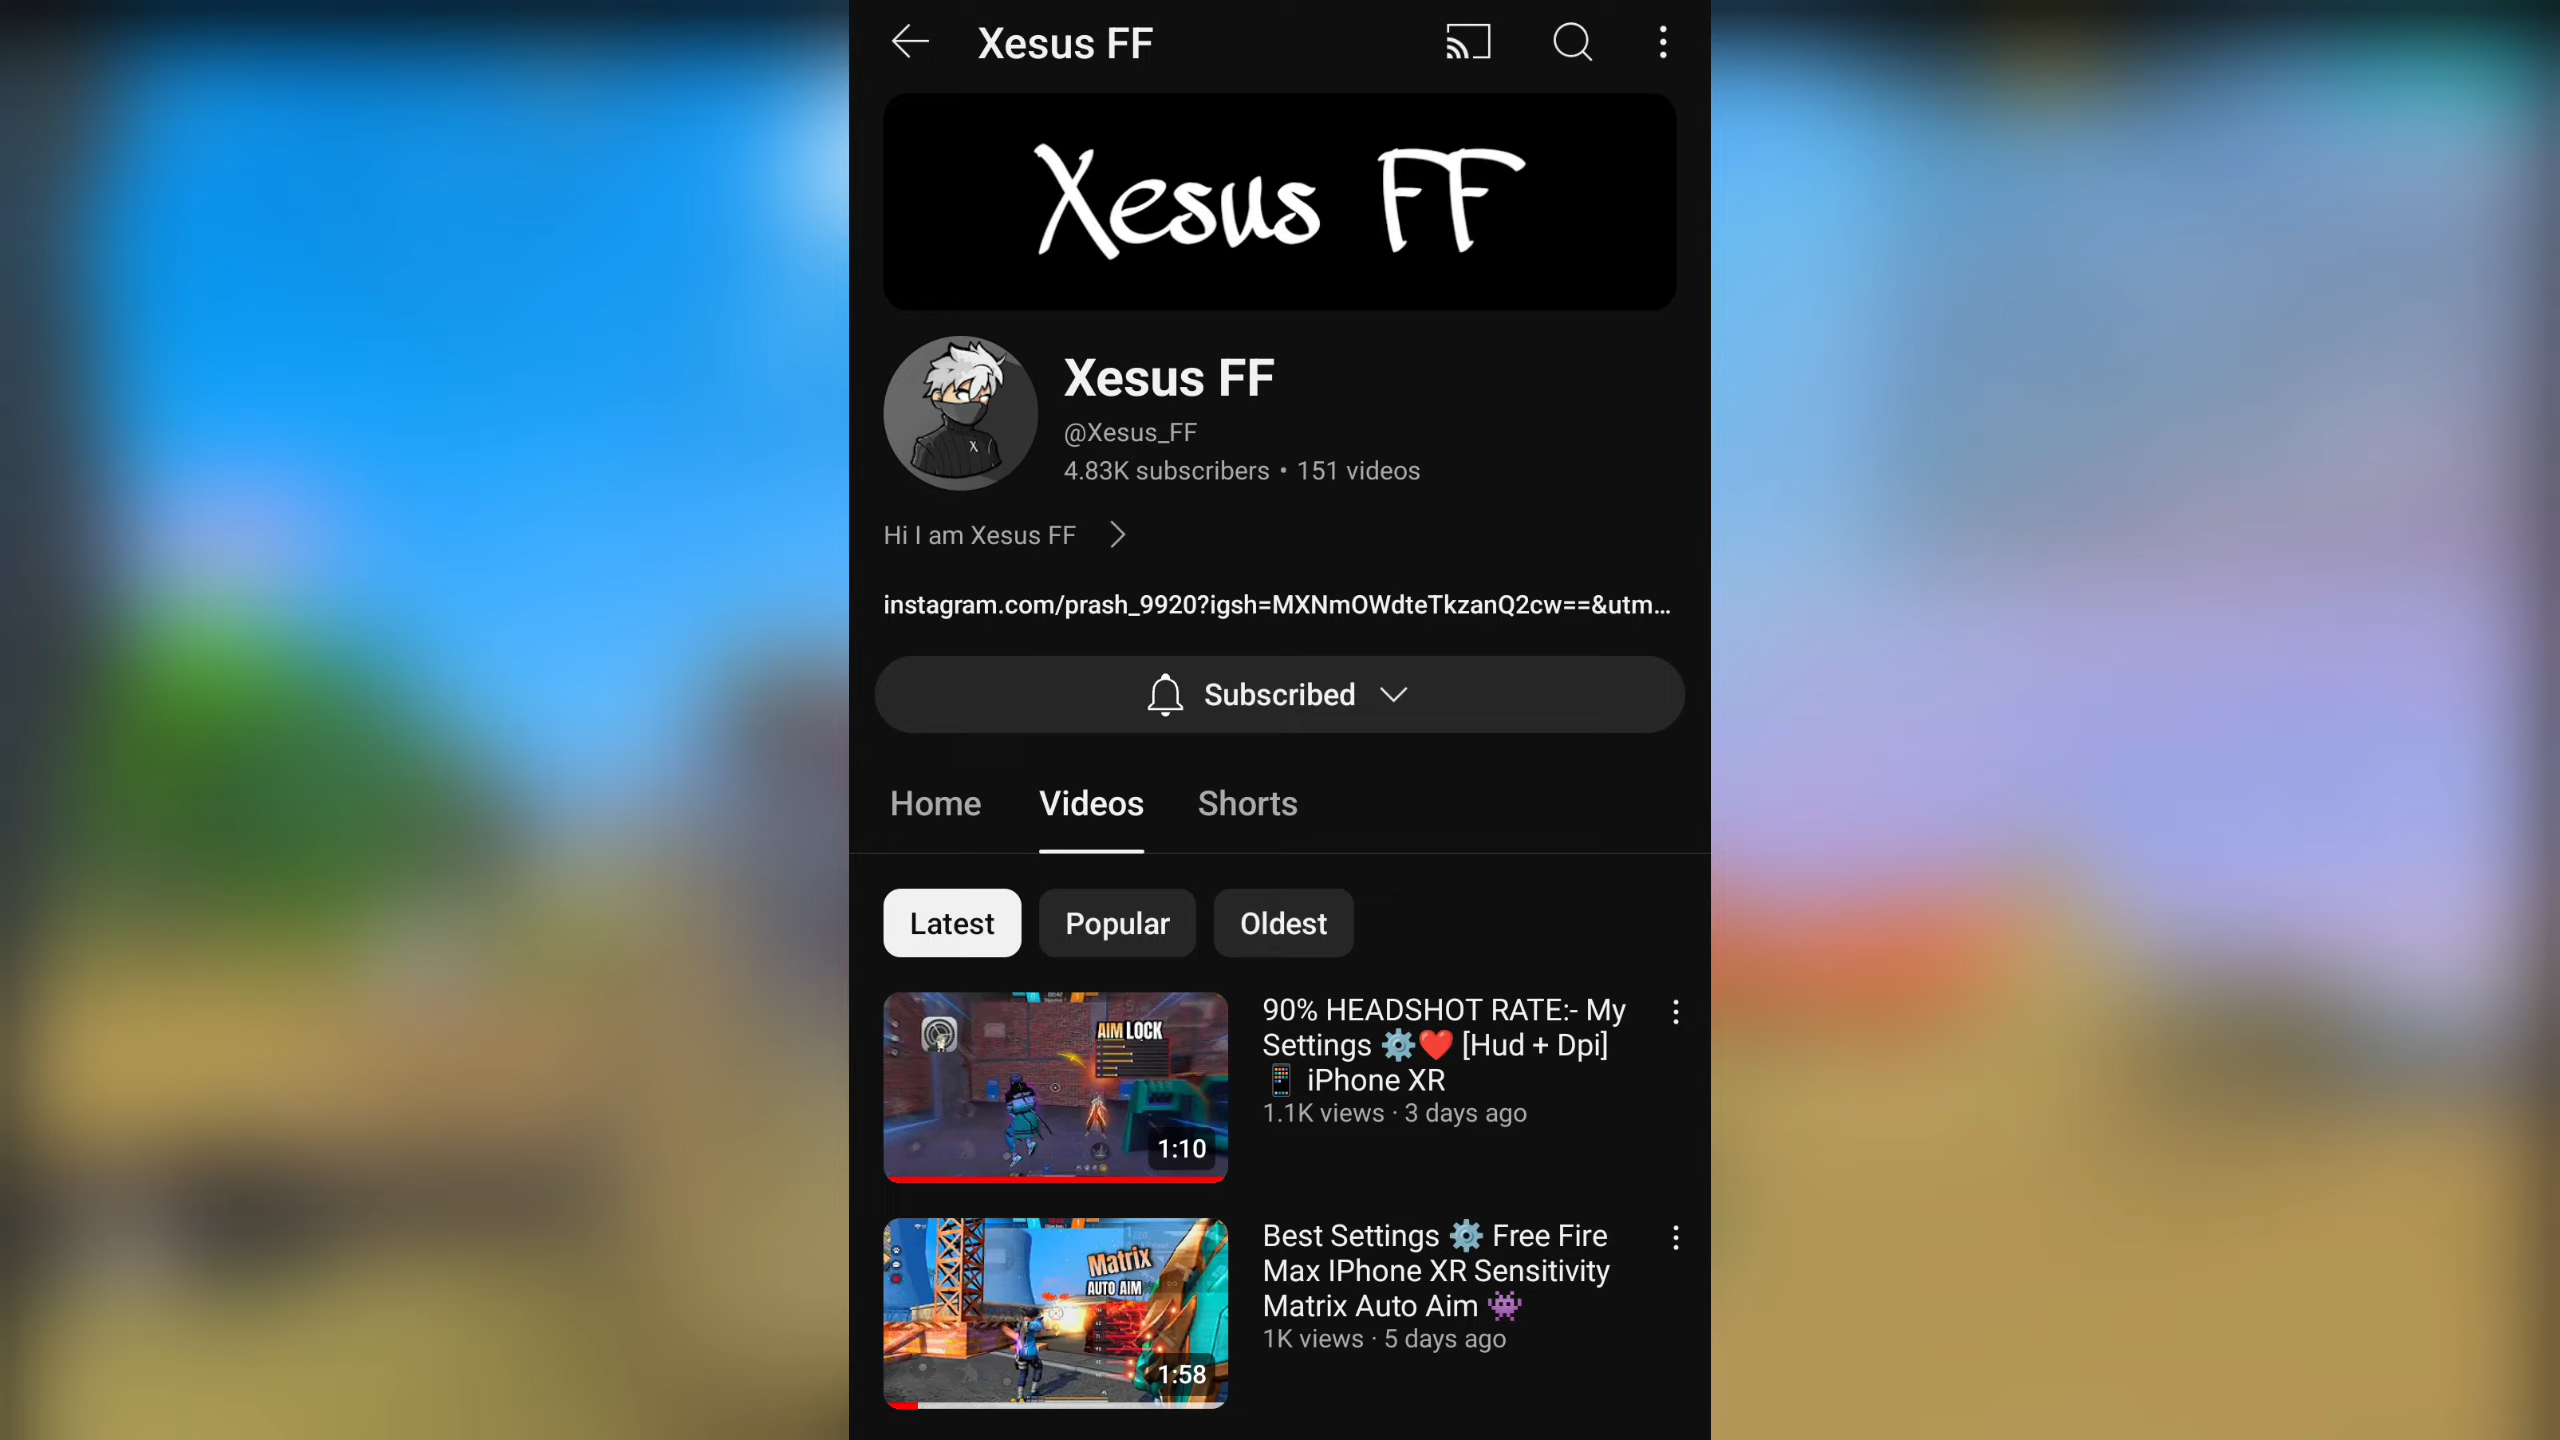 Xesus FF
Xesus FF
Xesus FF
@Xesus_FF
4.83K subscribers • 151 videos
Hi I am Xesus FF
instagram.com/prash_9920?igsh=MXNmOWdteTkzanQ2cw==&utm...
Subscribed
Home Videos Shorts
Latest Popular Oldest
AIM LOCK
1:10
90% HEADSHOT RATE:- My
Settings ⚙️❤️ [Hud + Dpi]
📱 iPhone XR
1.1K views · 3 days ago
Matrix
AUTO AIM
1:58
Best Settings ⚙️ Free Fire
Max IPhone XR Sensitivity
Matrix Auto Aim 👾
1K views · 5 days ago